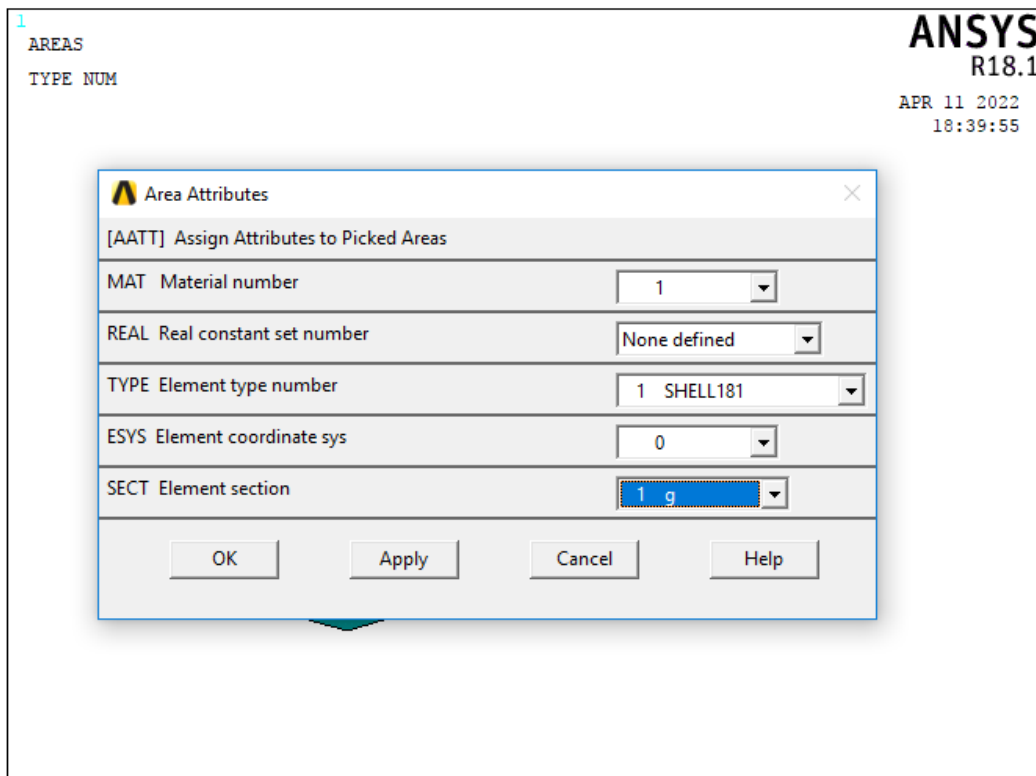 1
AREAS
TYPE NUM
ANSYS
R18.1
APR 11 2022
18:39:55
Area Attributes
[AATT] Assign Attributes to Picked Areas
MAT Material number 1
REAL Real constant set number None defined
TYPE Element type number 1 SHELL181
ESYS Element coordinate sys 0
SECT Element section 1 g
OK Apply Cancel Help